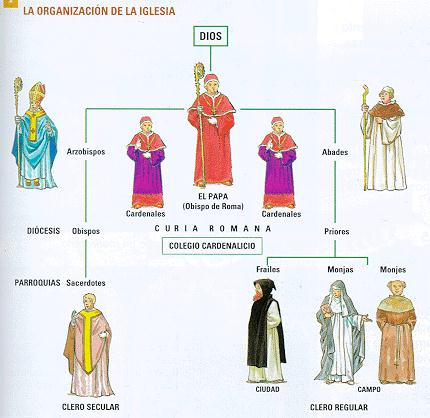 LA ORGANIZACIÓN DE LA IGLESIA
DIOS
Arzobispos
Abades
Cardenales
EL PAPA
(Obispo de Roma)
Cardenales
DIÓCESIS Obispos
CURIA ROMANA
Priores
COLEGIO CARDENALICIO
Frailes
Monjas
Monjes
PARROQUIAS Sacerdotes
CIUDAD
CAMPO
CLERO SECULAR
CLERO REGULAR